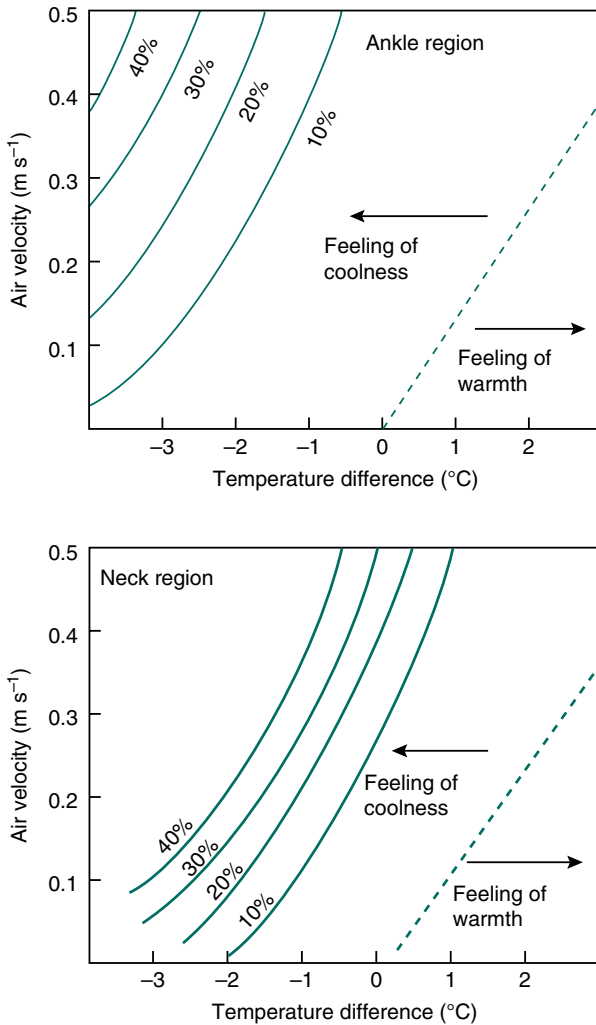 0.5
Ankle region
40%
30%
20%
10%
0.4
0.3
0.2
0.1
Air velocity (m s⁻¹)
Feeling of
coolness
Feeling of
warmth
–3
–2
–1
0
1
2
Temperature difference (°C)
0.5
Neck region
0.4
0.3
0.2
0.1
Air velocity (m s⁻¹)
Feeling of
coolness
40%
30%
20%
10%
Feeling of
warmth
–3
–2
–1
0
1
2
Temperature difference (°C)